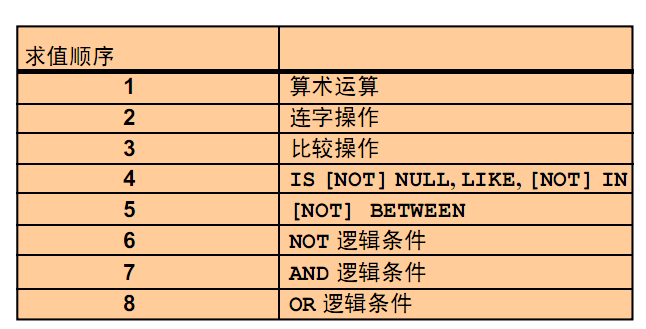 求值顺序
1 算术运算
2 连字操作
3 比较操作
4 IS [NOT] NULL, LIKE, [NOT] IN
5 [NOT] BETWEEN
6 NOT 逻辑条件
7 AND 逻辑条件
8 OR 逻辑条件